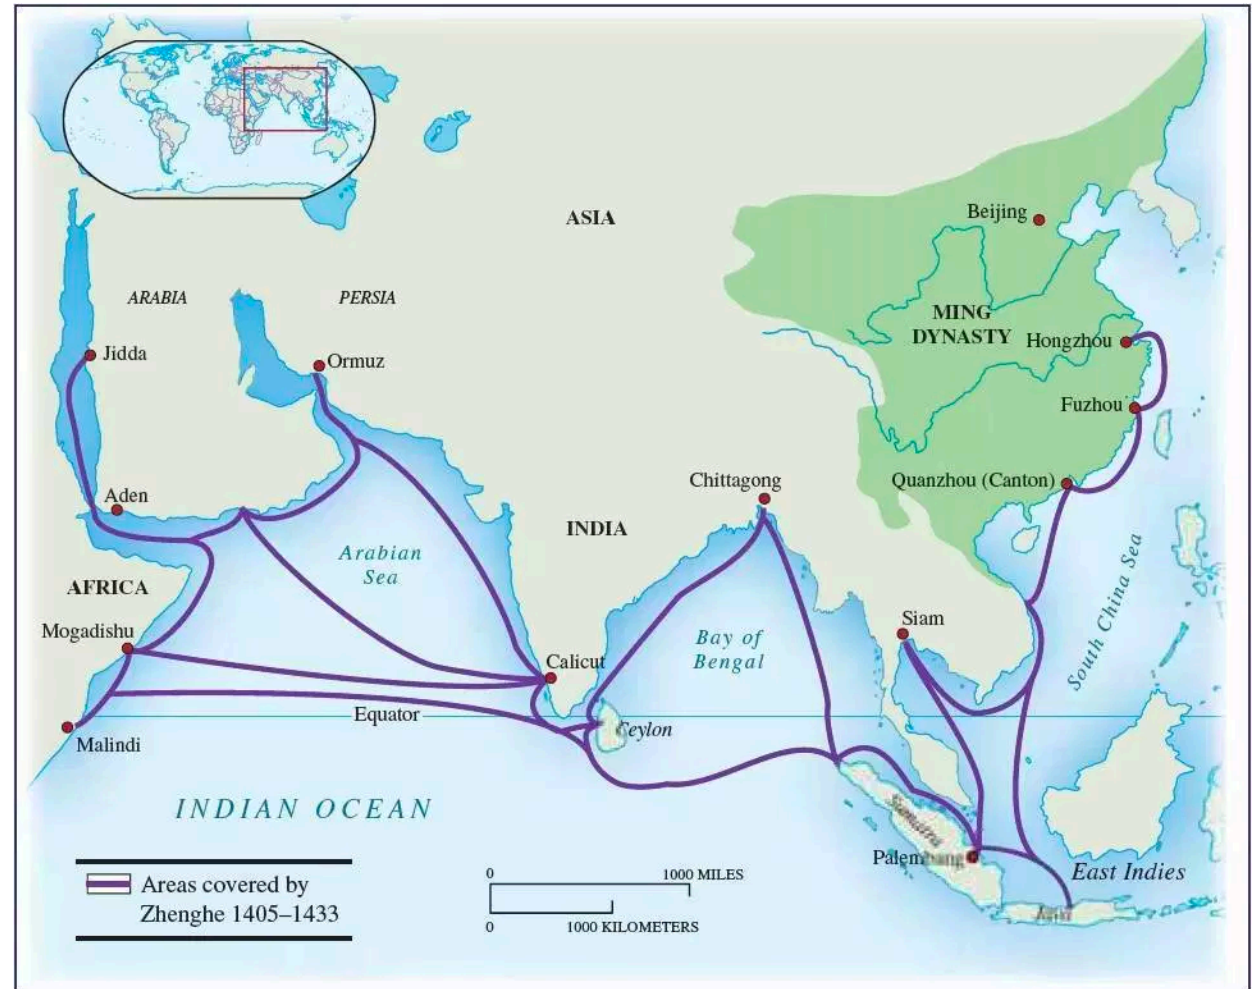 ASIA
Beijing
ARABIA
PERSIA
MING
DYNASTY
Hongzhou
Jidda
Ormuz
Fuzhou
Chittagong
Quanzhou (Canton)
Aden
INDIA
Arabian
Sea
South China Sea
AFRICA
Siam
Mogadishu
Bay of
Bengal
Calicut
Equator
Ceylon
Malindi
INDIAN OCEAN
Sumatra
Palembang
East Indies
Java
Areas covered by
Zhenghe 1405–1433
0
1000 MILES
0
1000 KILOMETERS